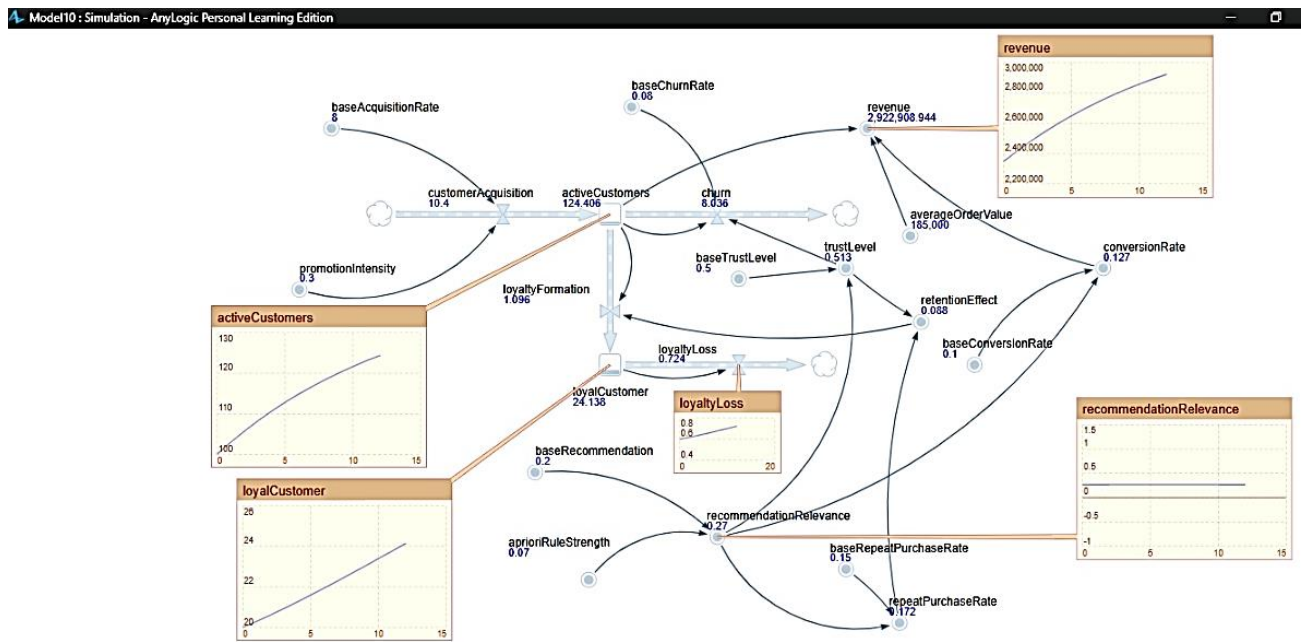 Model10 : Simulation - AnyLogic Personal Learning Edition
revenue
3,000,000
2,800,000
2,600,000
2,400,000
2,200,000
0 5 10 15
baseAcquisitionRate
8
baseChurnRate
0.08
revenue
2,922,908.944
customerAcquisition
10.4
activeCustomers
124.406
churn
8.036
averageOrderValue
185,000
promotionIntensity
0.3
baseTrustLevel
0.5
trustLevel
0.513
conversionRate
0.127
loyaltyFormation
1.096
retentionEffect
0.088
activeCustomers
130
120
110
100
0 5 10 15
baseConversionRate
0.1
loyaltyLoss
0.724
loyalCustomer
24.138
loyaltyLoss
0.8
0.6
0.4
0 20
recommendationRelevance
1.5
1
0.5
0
-0.5
-1
0 5 10 15
baseRecommendation
0.2
loyalCustomer
26
24
22
20
0 5 10 15
recommendationRelevance
0.27
aprioriRuleStrength
0.07
baseRepeatPurchaseRate
0.15
repeatPurchaseRate
0.172